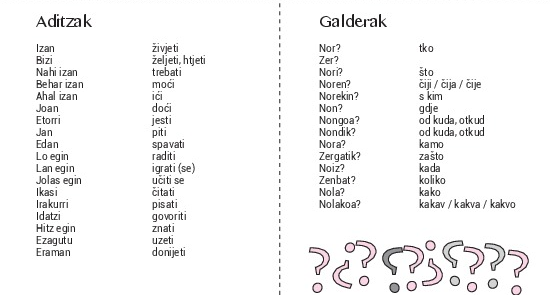 Aditzak
Izan živjeti
Bizi željeti, htjeti
Nahi izan trebati
Behar izan moći
Ahal izan ići
Joan doći
Etorri jesti
Jan piti
Edan spavati
Lo egin raditi
Lan egin igrati (se)
Jolas egin učiti se
Ikasi čitati
Irakurri pisati
Idatzi govoriti
Hitz egin znati
Ezagutu uzeti
Eraman donijeti
Galderak
Nor? tko
Zer?
Nori? što
Noren? čiji / čija / čije
Norekin? s kim
Non? gdje
Nongoa? od kuda, otkud
Nondik? od kuda, otkud
Nora? kamo
Zergatik? zašto
Noiz? kada
Zenbat? koliko
Nola? kako
Nolakoa? kakav / kakva / kakvo